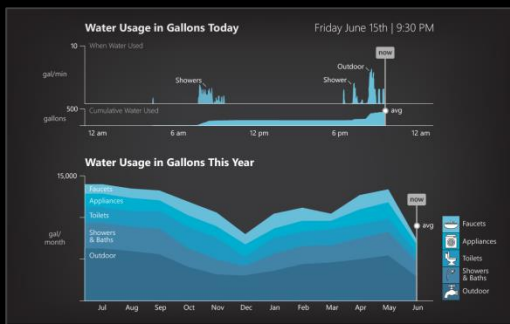 Water Usage in Gallons Today
Friday June 15th | 9:30 PM
10
When Water Used
now
Outdoor
gal/min
Showers
Shower
500
Cumulative Water Used
avg
gallons
12 am 6 am 12 pm 6 pm 12 am
Water Usage in Gallons This Year
15,000
Faucets
now
Appliances
Toilets
avg
Faucets
gal/
month
Showers
& Baths
Appliances
Outdoor
Toilets
Showers
& Baths
Outdoor
Jul Aug Sep Oct Nov Dec Jan Feb Mar Apr May Jun